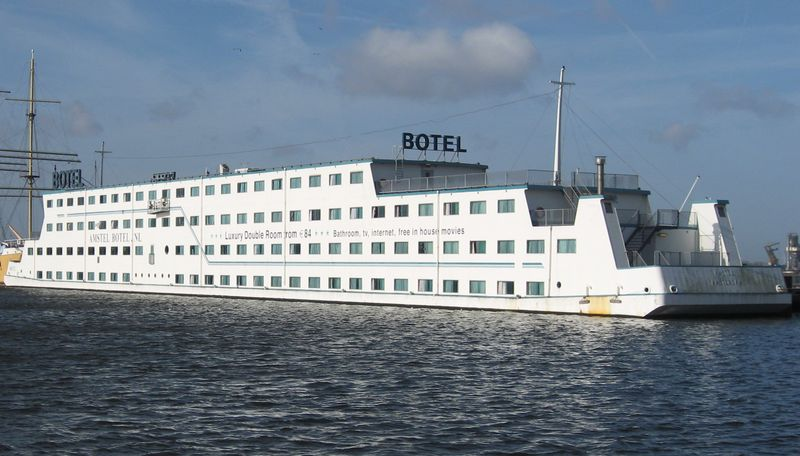 BOTEL
BOTEL
AMSTEL BOTEL .NL
Luxury Double Room from € 84
Bathroom, tv, internet, free in house movies